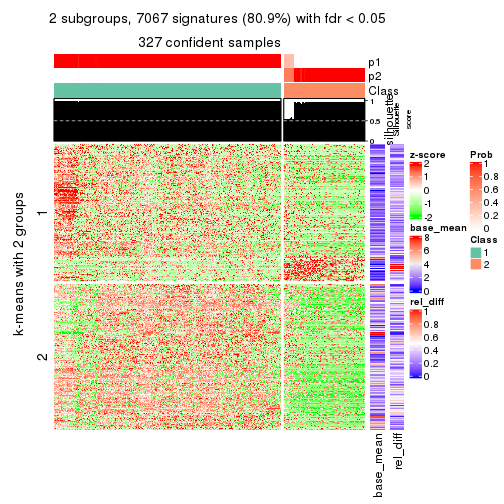 2 subgroups, 7067 signatures (80.9%) with fdr < 0.05
327 confident samples
p1
p2
Class
silhouette
Silhouette
score
1
0.5
0
k-means with 2 groups
1
2
base_mean
rel_diff
z-score
2
1
0
-1
-2
base_mean
8
6
4
2
0
rel_diff
1
0.8
0.6
0.4
0.2
0
Prob
1
0.8
0.6
0.4
0.2
0
Class
1
2